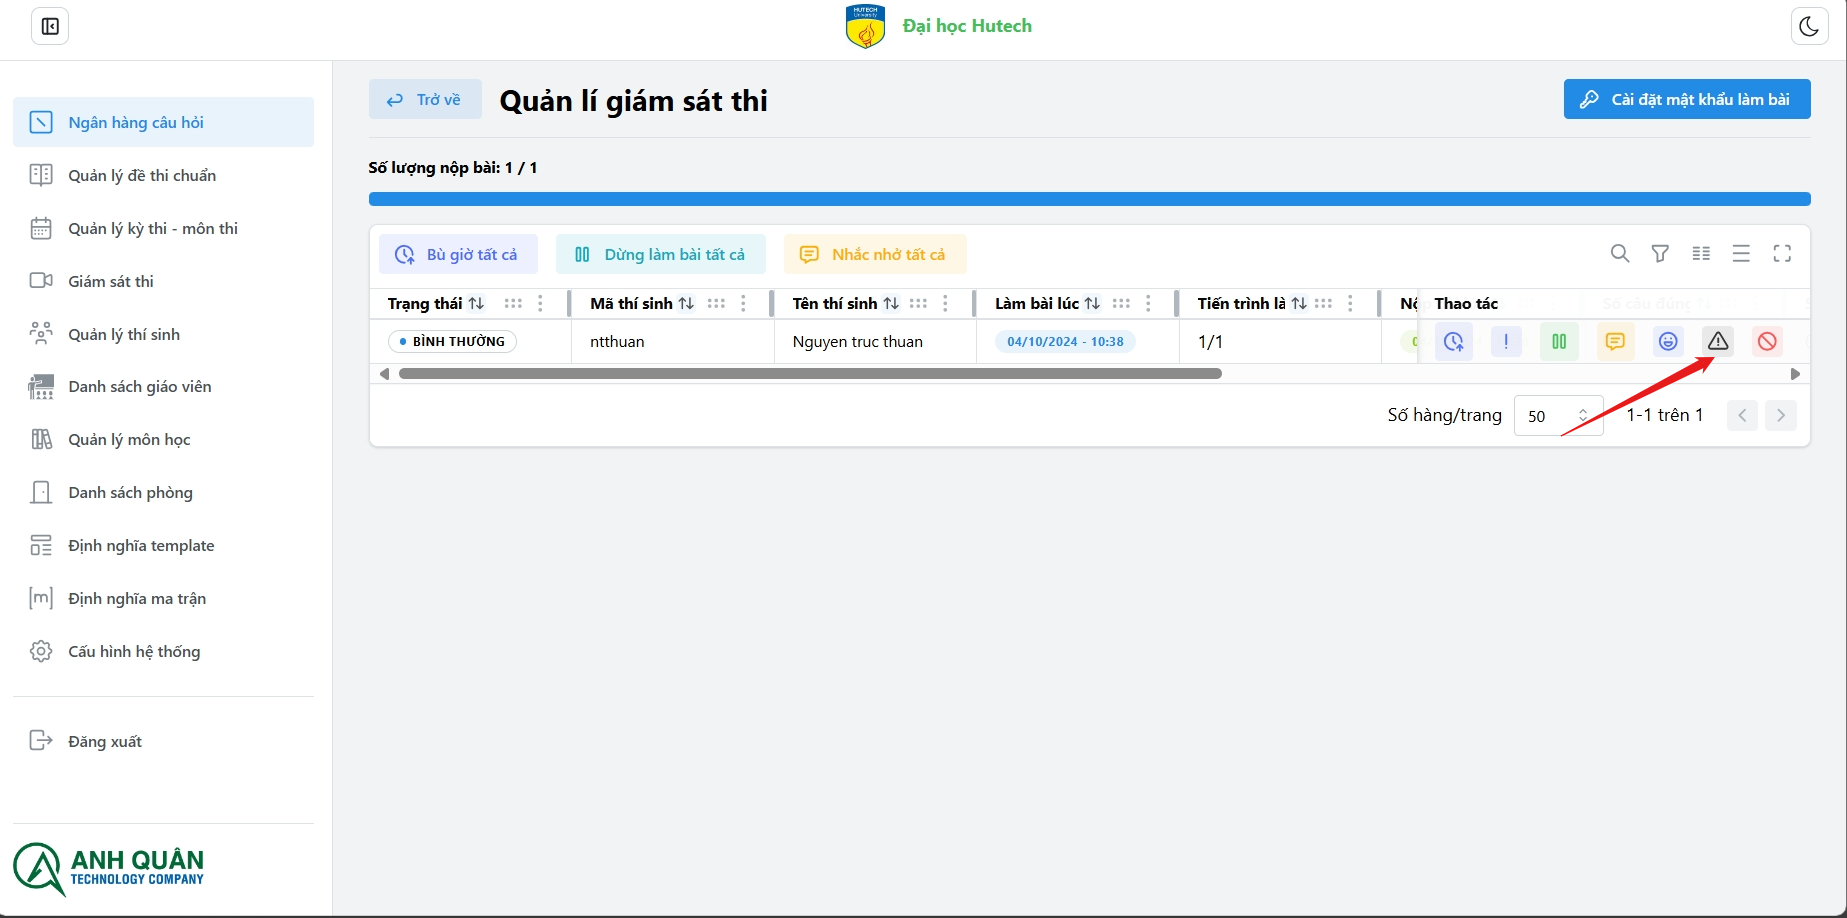 HUTECH
University
Đại học Hutech
Ngân hàng câu hỏi
Quản lý đề thi chuẩn
Quản lý kỳ thi - môn thi
Giám sát thi
Quản lý thí sinh
Danh sách giáo viên
Quản lý môn học
Danh sách phòng
Định nghĩa template
Định nghĩa ma trận
Cấu hình hệ thống
Đăng xuất
ANH QUÂN
TECHNOLOGY COMPANY
Trở về
Quản lí giám sát thi
Cài đặt mật khẩu làm bài
Số lượng nộp bài: 1 / 1
Bù giờ tất cả
Dừng làm bài tất cả
Nhắc nhở tất cả
Trạng thái Mã thí sinh Tên thí sinh Làm bài lúc Tiến trình là Thao tác Số câu đúng
BÌNH THƯỜNG ntthuan Nguyen truc thuan 04/10/2024 - 10:38 1/1
Số hàng/trang 50 1-1 trên 1